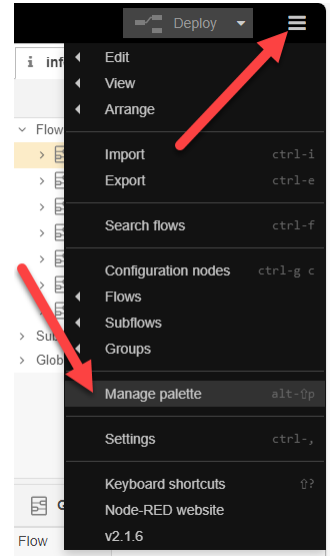 Deploy
i inf
Edit
View
Arrange
Flow
Import ctrl-i
Export ctrl-e
Search flows ctrl-f
Configuration nodes ctrl-g c
Flows
Subflows
Sub
Groups
Glob
Manage palette alt-⇧p
Settings ctrl-,
Keyboard shortcuts ⇧?
Node-RED website
Flow
v2.1.6